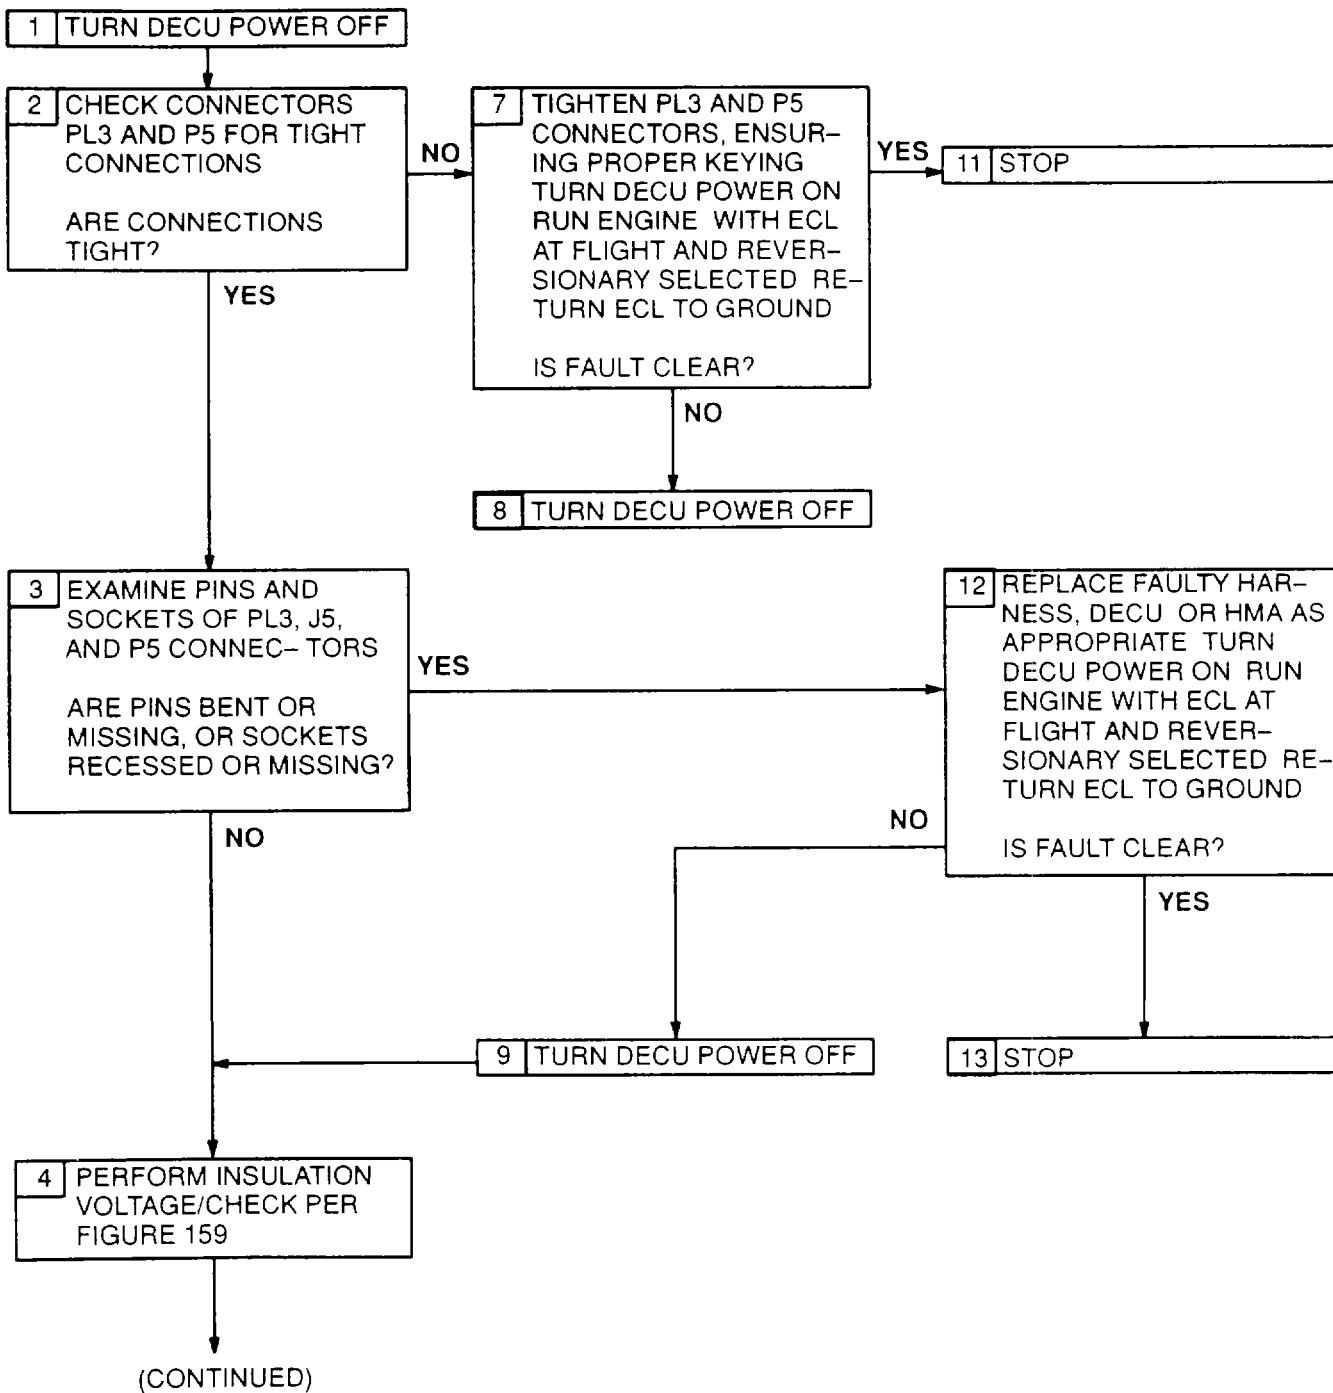 1 TURN DECU POWER OFF
2 CHECK CONNECTORS
PL3 AND P5 FOR TIGHT
CONNECTIONS
ARE CONNECTIONS
TIGHT?
NO
YES
7 TIGHTEN PL3 AND P5
CONNECTORS, ENSUR–
ING PROPER KEYING
TURN DECU POWER ON
RUN ENGINE WITH ECL
AT FLIGHT AND REVER–
SIONARY SELECTED RE–
TURN ECL TO GROUND
IS FAULT CLEAR?
YES
NO
11 STOP
8 TURN DECU POWER OFF
3 EXAMINE PINS AND
SOCKETS OF PL3, J5,
AND P5 CONNEC– TORS
ARE PINS BENT OR
MISSING, OR SOCKETS
RECESSED OR MISSING?
YES
NO
12 REPLACE FAULTY HAR–
NESS, DECU OR HMA AS
APPROPRIATE TURN
DECU POWER ON RUN
ENGINE WITH ECL AT
FLIGHT AND REVER–
SIONARY SELECTED RE–
TURN ECL TO GROUND
IS FAULT CLEAR?
NO
YES
9 TURN DECU POWER OFF
13 STOP
4 PERFORM INSULATION
VOLTAGE/CHECK PER
FIGURE 159
(CONTINUED)